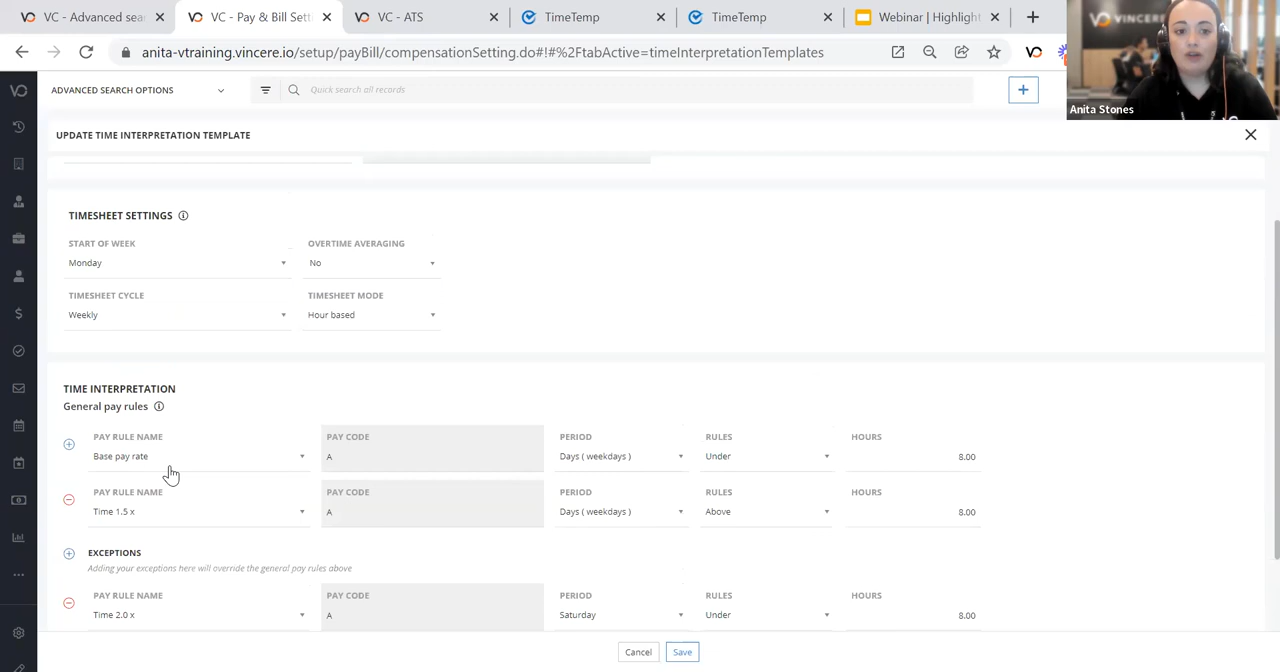 VC - Advanced sea
VC - Pay & Bill Sett
VC - ATS
TimeTemp
TimeTemp
Webinar | Highlight
anita-vtraining.vincere.io/setup/payBill/compensationSetting.do#!#%2FtabActive=timeInterpretationTemplates
VINCERE
Anita Stones
ADVANCED SEARCH OPTIONS
Quick search all records
UPDATE TIME INTERPRETATION TEMPLATE
TIMESHEET SETTINGS
START OF WEEK
OVERTIME AVERAGING
Monday
No
TIMESHEET CYCLE
TIMESHEET MODE
Weekly
Hour based
TIME INTERPRETATION
General pay rules
PAY RULE NAME
PAY CODE
PERIOD
RULES
HOURS
Base pay rate
A
Days ( weekdays )
Under
8.00
PAY RULE NAME
PAY CODE
PERIOD
RULES
HOURS
Time 1.5 x
A
Days ( weekdays )
Above
8.00
EXCEPTIONS
Adding your exceptions here will override the general pay rules above
PAY RULE NAME
PAY CODE
PERIOD
RULES
HOURS
Time 2.0 x
A
Saturday
Under
8.00
Cancel
Save